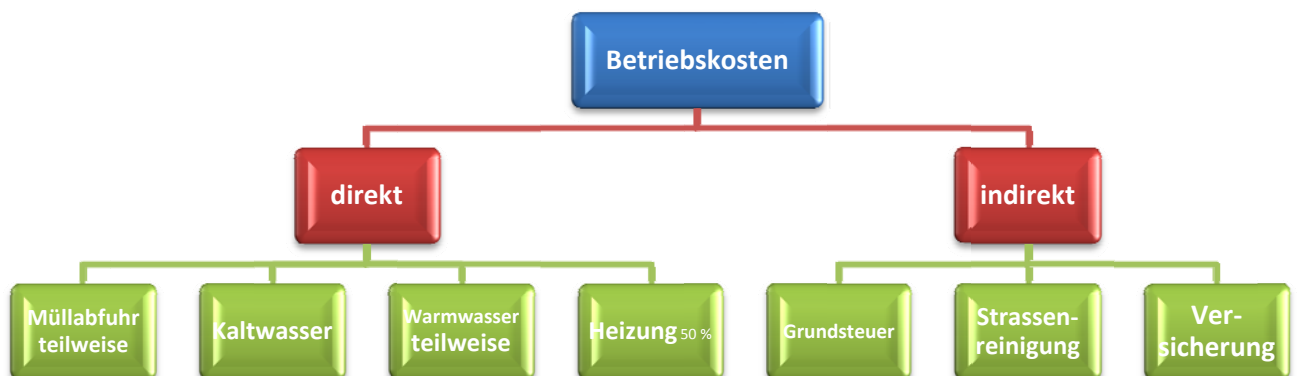 Betriebskosten
direkt
indirekt
Müllabfuhr
teilweise
Kaltwasser
Warmwasser
teilweise
Heizung 50 %
Grundsteuer
Strassen-
reinigung
Ver-
sicherung